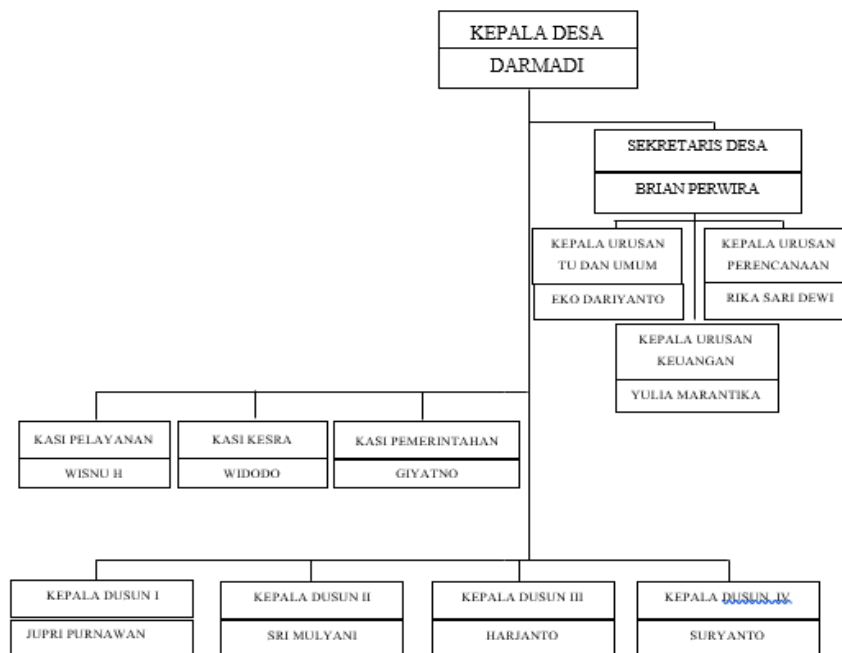 KEPALA DESA
DARMADI
SEKRETARIS DESA
BRIAN PERWIRA
KEPALA URUSAN
TU DAN UMUM
EKO DARIYANTO
KEPALA URUSAN
PERENCANAAN
RIKA SARI DEWI
KEPALA URUSAN
KEUANGAN
YULIA MARANTIKA
KASI PELAYANAN
WISNU H
KASI KESRA
WIDODO
KASI PEMERINTAHAN
GIYATNO
KEPALA DUSUN I
JUPRI PURNAWAN
KEPALA DUSUN II
SRI MULYANI
KEPALA DUSUN III
HARJANTO
KEPALA DUSUN IV
SURYANTO